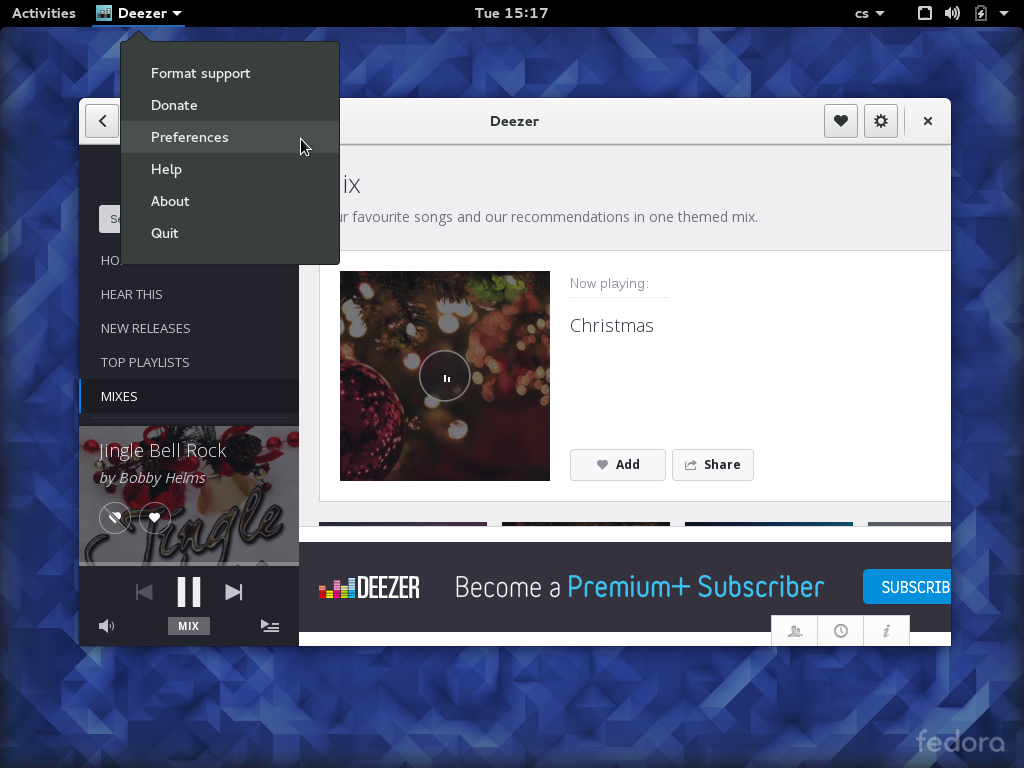 Activities
Deezer
Tue 15:17
cs
Format support
Donate
Preferences
Help
About
Quit
Deezer
ix
ur favourite songs and our recommendations in one themed mix.
Se
HO
HEAR THIS
NEW RELEASES
TOP PLAYLISTS
MIXES
Now playing:
Christmas
Add
Share
Jingle Bell Rock
by Bobby Helms
Jingle
MIX
DEEZER
Become a Premium+ Subscriber
SUBSCRIB
fedora